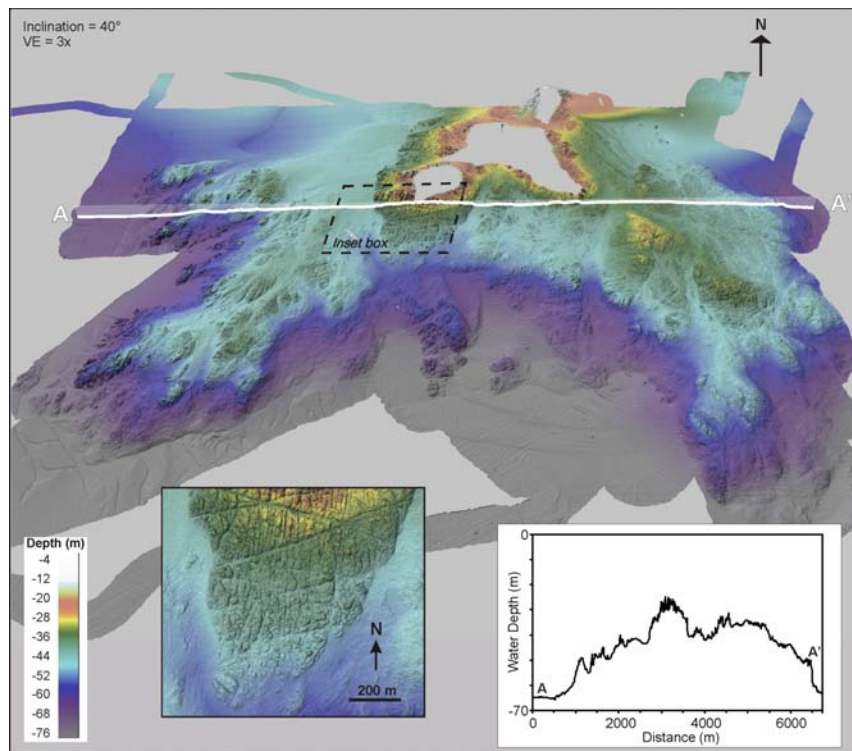 Inclination = 40°
VE = 3x
N
A
A'
Inset box
Depth (m)
-4
-12
-20
-28
-36
-44
-52
-60
-68
-76
N
200 m
0
Water Depth (m)
-70
A
A'
0
2000
4000
6000
Distance (m)